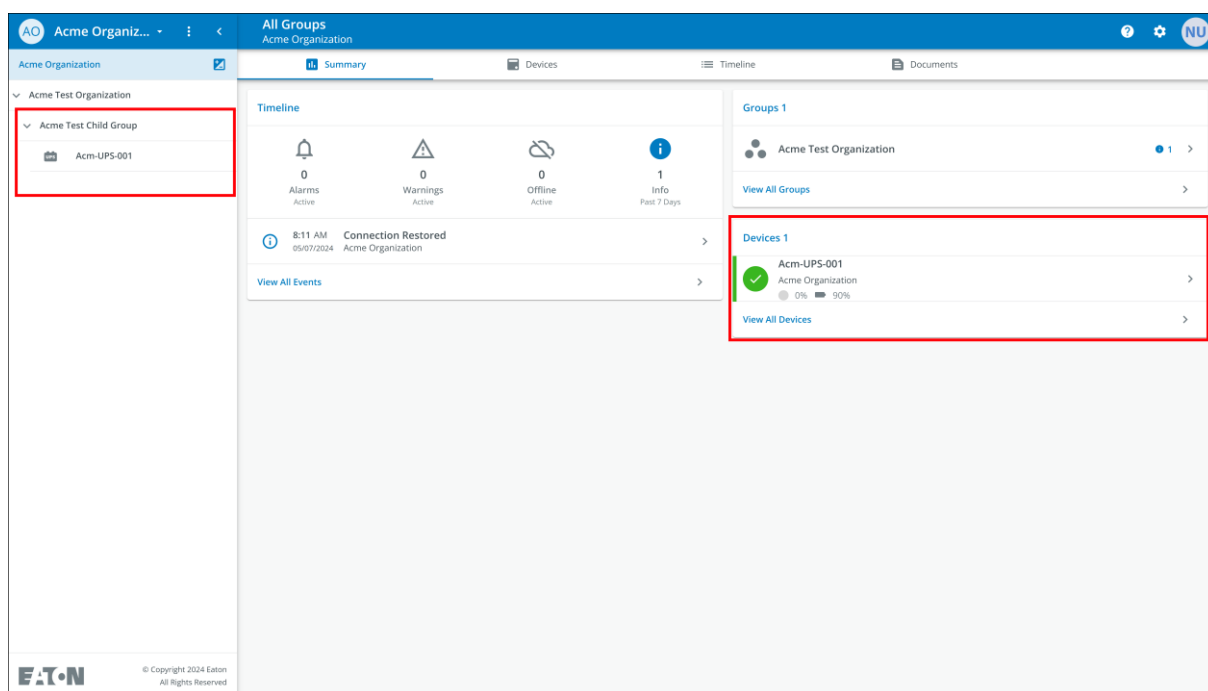 AO
Acme Organiz...
All Groups
Acme Organization
NU
Acme Organization
Summary
Devices
Timeline
Documents
Acme Test Organization
Acme Test Child Group
UPS
Acm-UPS-001
Timeline
0
Alarms
Active
0
Warnings
Active
0
Offline
Active
1
Info
Past 7 Days
8:11 AM Connection Restored
05/07/2024 Acme Organization
View All Events
Groups 1
Acme Test Organization
1
View All Groups
Devices 1
Acm-UPS-001
Acme Organization
0% 90%
View All Devices
EATON
© Copyright 2024 Eaton
All Rights Reserved